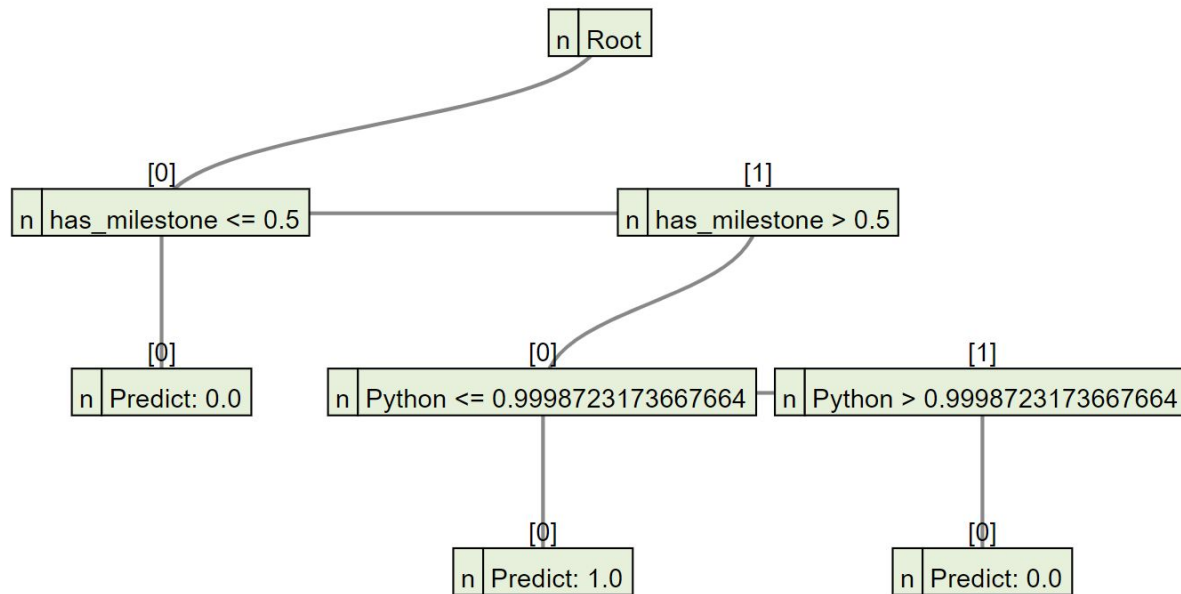 n Root
[0] [1]
n has_milestone <= 0.5 n has_milestone > 0.5
[0] [0] [1]
n Predict: 0.0 n Python <= 0.9998723173667664 n Python > 0.9998723173667664
[0] [0]
n Predict: 1.0 n Predict: 0.0